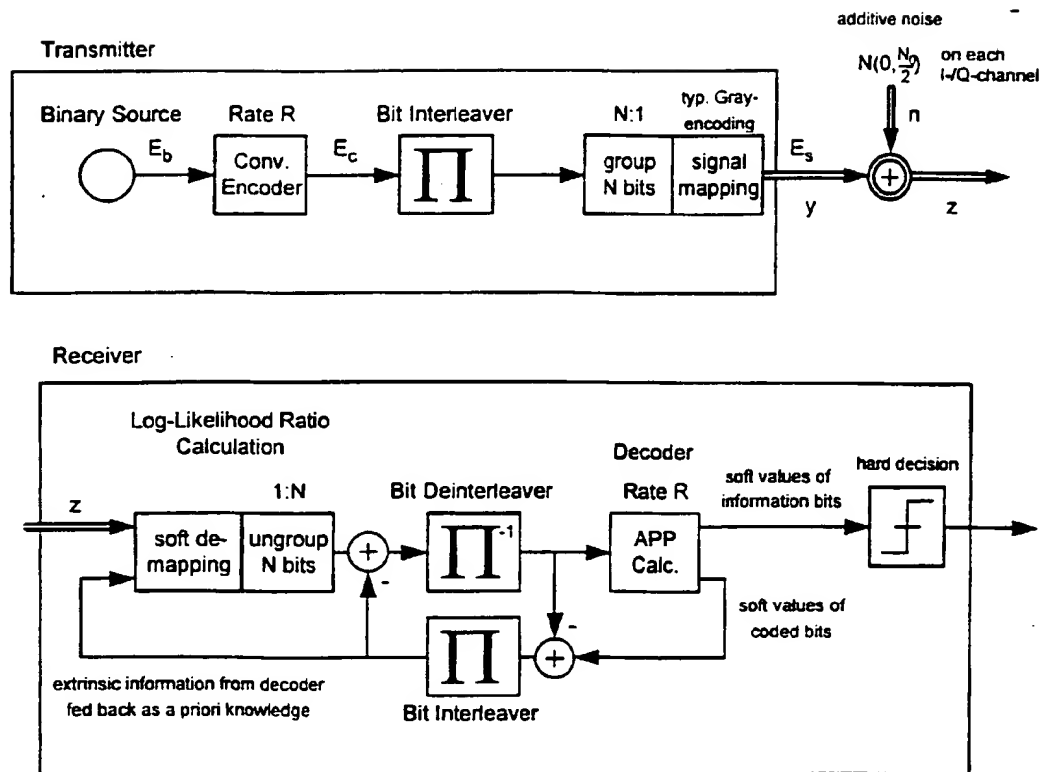 additive noise
Transmitter
N(0, N0/2)
on each
I-/Q-channel
Binary Source
Rate R
Bit Interleaver
N:1
typ. Gray-
encoding
n
E_b
Conv.
Encoder
E_c
∏
group
N bits
signal
mapping
E_s
+
y
z
Receiver
Log-Likelihood Ratio
Calculation
Decoder
z
1:N
Bit Deinterleaver
Rate R
soft values of
information bits
hard decision
soft de-
mapping
ungroup
N bits
+
-
∏ -1
APP
Calc.
∏
-
+
soft values of
coded bits
extrinsic information from decoder
fed back as a priori knowledge
Bit Interleaver